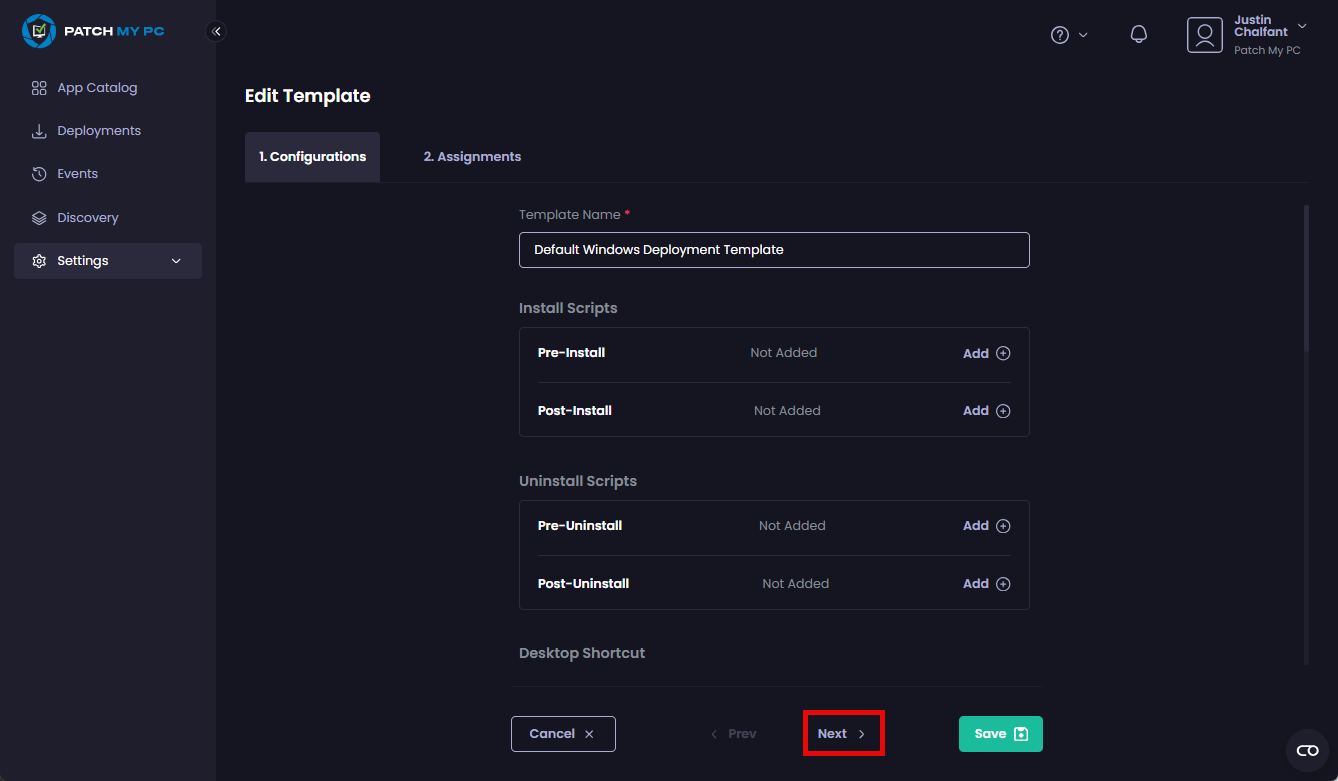 PATCH MY PC
App Catalog
Deployments
Events
Discovery
Settings
Justin
Chalfant
Patch My PC
Edit Template
1. Configurations
2. Assignments
Template Name *
Default Windows Deployment Template
Install Scripts
Pre-Install Not Added Add
Post-Install Not Added Add
Uninstall Scripts
Pre-Uninstall Not Added Add
Post-Uninstall Not Added Add
Desktop Shortcut
Cancel Prev Next Save